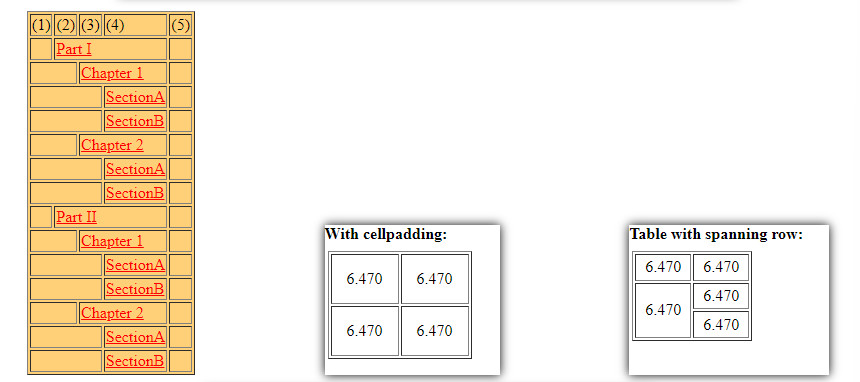 (1) (2) (3) (4) (5)
Part I
Chapter 1
SectionA
SectionB
Chapter 2
SectionA
SectionB
Part II
Chapter 1
SectionA
SectionB
Chapter 2
SectionA
SectionB
With cellpadding:
6.470 6.470
6.470 6.470
Table with spanning row:
6.470 6.470
6.470
6.470
6.470